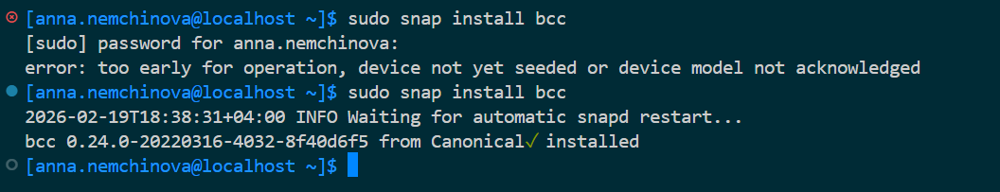 [anna.nemchinova@localhost ~]$ sudo snap install bcc
[sudo] password for anna.nemchinova:
error: too early for operation, device not yet seeded or device model not acknowledged
[anna.nemchinova@localhost ~]$ sudo snap install bcc
2026-02-19T18:38:31+04:00 INFO Waiting for automatic snapd restart...
bcc 0.24.0-20220316-4032-8f40d6f5 from Canonical✓ installed
[anna.nemchinova@localhost ~]$